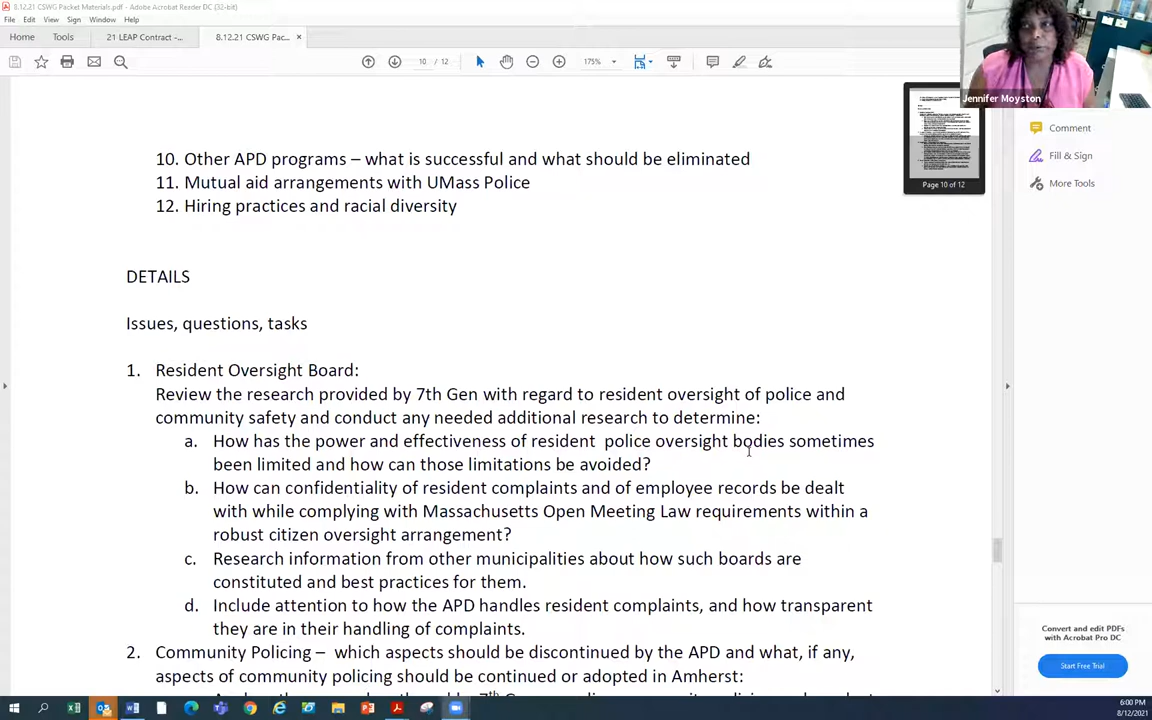 8.12.21 CSWG Packet Materials.pdf - Adobe Acrobat Reader DC (32-bit)
File Edit View Sign Window Help
Home Tools 21 LEAP Contract -... 8.12.21 CSWG Pac... ×
10 / 12 175%
Jennifer Moyston
Page 10 of 12
Comment
Fill & Sign
More Tools
10. Other APD programs – what is successful and what should be eliminated
11. Mutual aid arrangements with UMass Police
12. Hiring practices and racial diversity
DETAILS
Issues, questions, tasks
1. Resident Oversight Board:
Review the research provided by 7th Gen with regard to resident oversight of police and
community safety and conduct any needed additional research to determine:
a. How has the power and effectiveness of resident police oversight bodies sometimes
been limited and how can those limitations be avoided?
b. How can confidentiality of resident complaints and of employee records be dealt
with while complying with Massachusetts Open Meeting Law requirements within a
robust citizen oversight arrangement?
c. Research information from other municipalities about how such boards are
constituted and best practices for them.
d. Include attention to how the APD handles resident complaints, and how transparent
they are in their handling of complaints.
2. Community Policing – which aspects should be discontinued by the APD and what, if any,
aspects of community policing should be continued or adopted in Amherst:
Convert and edit PDFs
with Acrobat Pro DC
Start Free Trial
6:00 PM
8/12/2021